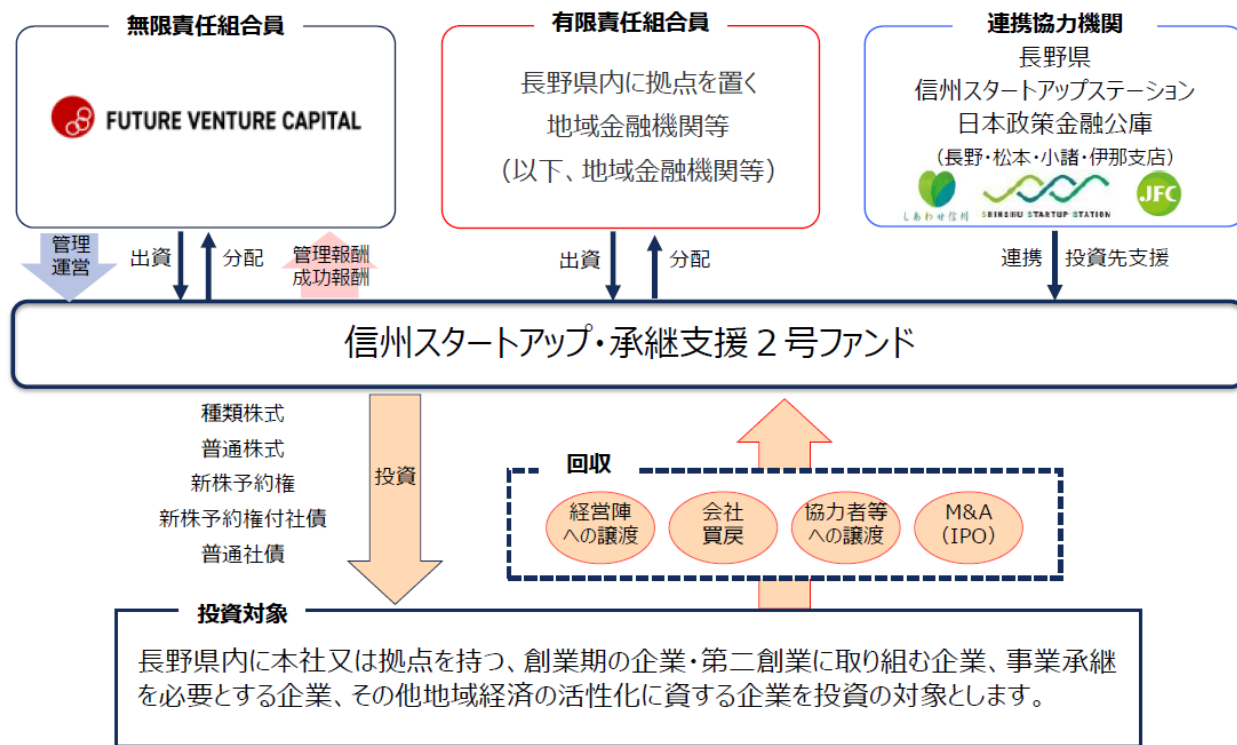 無限責任組合員
FUTURE VENTURE CAPITAL
有限責任組合員
長野県内に拠点を置く
地域金融機関等
（以下、地域金融機関等）
連携協力機関
長野県
信州スタートアップステーション
日本政策金融公庫
（長野・松本・小諸・伊那支店）
しあわせ信州
SHINSHU STARTUP STATION
JFC
管理
運営
出資
分配
管理報酬
成功報酬
出資
分配
連携
投資先支援
信州スタートアップ・承継支援２号ファンド
種類株式
普通株式
新株予約権
新株予約権付社債
普通社債
投資
回収
経営陣
への譲渡
会社
買戻
協力者等
への譲渡
M&A
（IPO）
投資対象
長野県内に本社又は拠点を持つ、創業期の企業・第二創業に取り組む企業、事業承継
を必要とする企業、その他地域経済の活性化に資する企業を投資の対象とします。